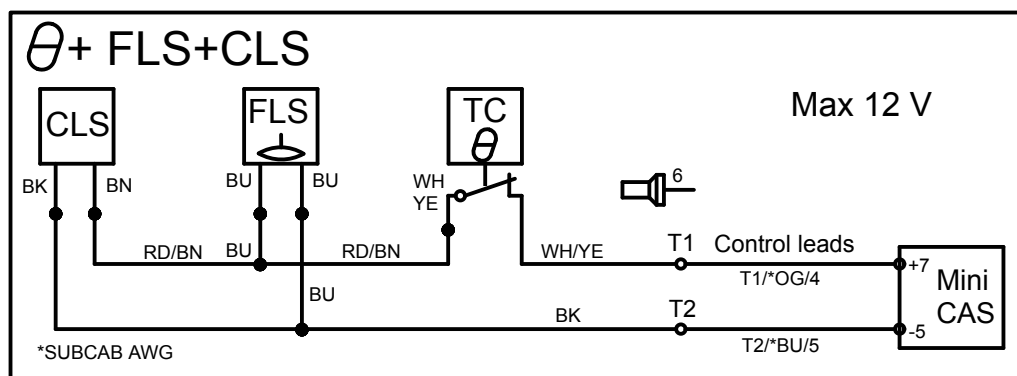 θ+ FLS+CLS
CLS
FLS
TC
θ
Max 12 V
BK
BN
BU
BU
WH
YE
6
RD/BN
BU
RD/BN
WH/YE
T1
Control leads
T1/*OG/4
+7
Mini
CAS
BU
BK
T2
-5
T2/*BU/5
*SUBCAB AWG